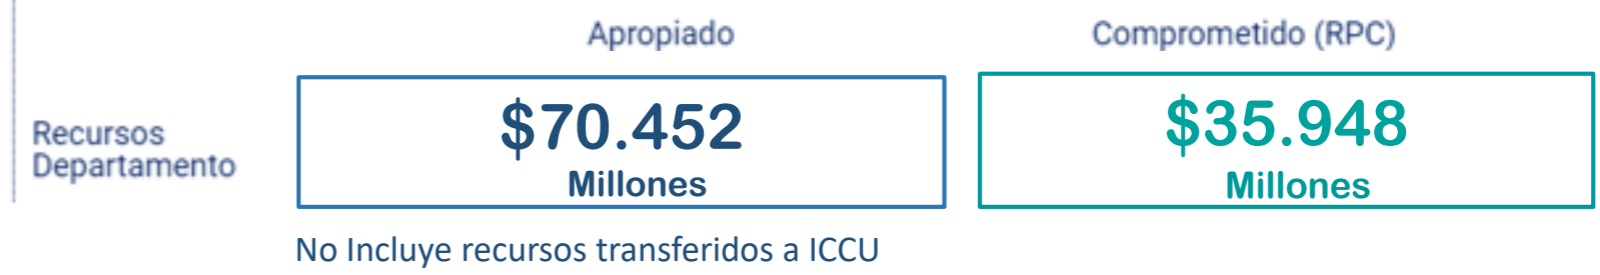 Apropiado
Comprometido (RPC)
Recursos
Departamento
$70.452
Millones
$35.948
Millones
No Incluye recursos transferidos a ICCU